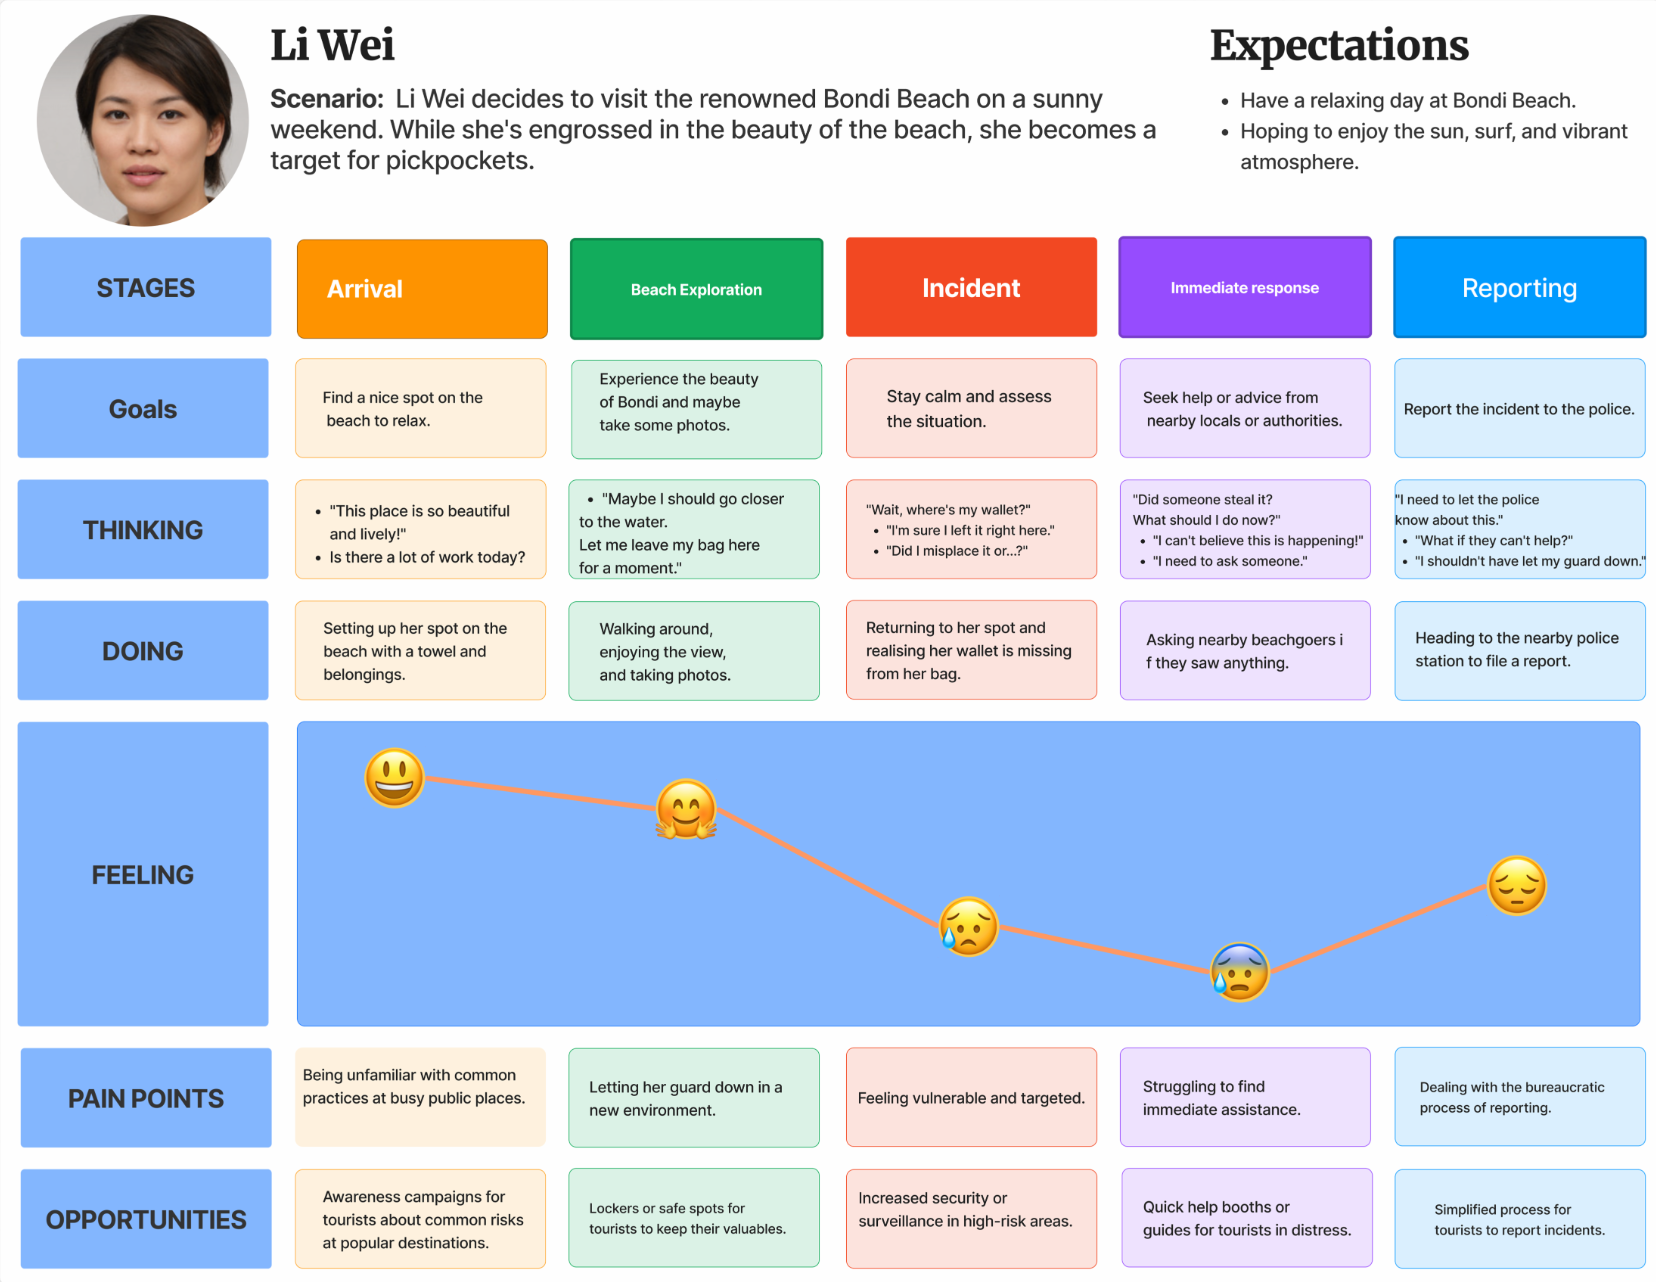 Li Wei
Scenario: Li Wei decides to visit the renowned Bondi Beach on a sunny
weekend. While she's engrossed in the beauty of the beach, she becomes a
target for pickpockets.
Expectations
• Have a relaxing day at Bondi Beach.
• Hoping to enjoy the sun, surf, and vibrant
atmosphere.
STAGES
Arrival
Beach Exploration
Incident
Immediate response
Reporting
Goals
Find a nice spot on the
beach to relax.
Experience the beauty
of Bondi and maybe
take some photos.
Stay calm and assess
the situation.
Seek help or advice from
nearby locals or authorities.
Report the incident to the police.
THINKING
• "This place is so beautiful
and lively!"
• Is there a lot of work today?
• "Maybe I should go closer
to the water.
Let me leave my bag here
for a moment."
"Wait, where's my wallet?"
• "I'm sure I left it right here."
• "Did I misplace it or...?"
"Did someone steal it?
What should I do now?"
• "I can't believe this is happening!"
• "I need to ask someone."
"I need to let the police
know about this."
• "What if they can't help?"
• "I shouldn't have let my guard down."
DOING
Setting up her spot on the
beach with a towel and
belongings.
Walking around,
enjoying the view,
and taking photos.
Returning to her spot and
realising her wallet is missing
from her bag.
Asking nearby beachgoers i
f they saw anything.
Heading to the nearby police
station to file a report.
FEELING
PAIN POINTS
Being unfamiliar with common
practices at busy public places.
Letting her guard down in a
new environment.
Feeling vulnerable and targeted.
Struggling to find
immediate assistance.
Dealing with the bureaucratic
process of reporting.
OPPORTUNITIES
Awareness campaigns for
tourists about common risks
at popular destinations.
Lockers or safe spots for
tourists to keep their valuables.
Increased security or
surveillance in high-risk areas.
Quick help booths or
guides for tourists in distress.
Simplified process for
tourists to report incidents.